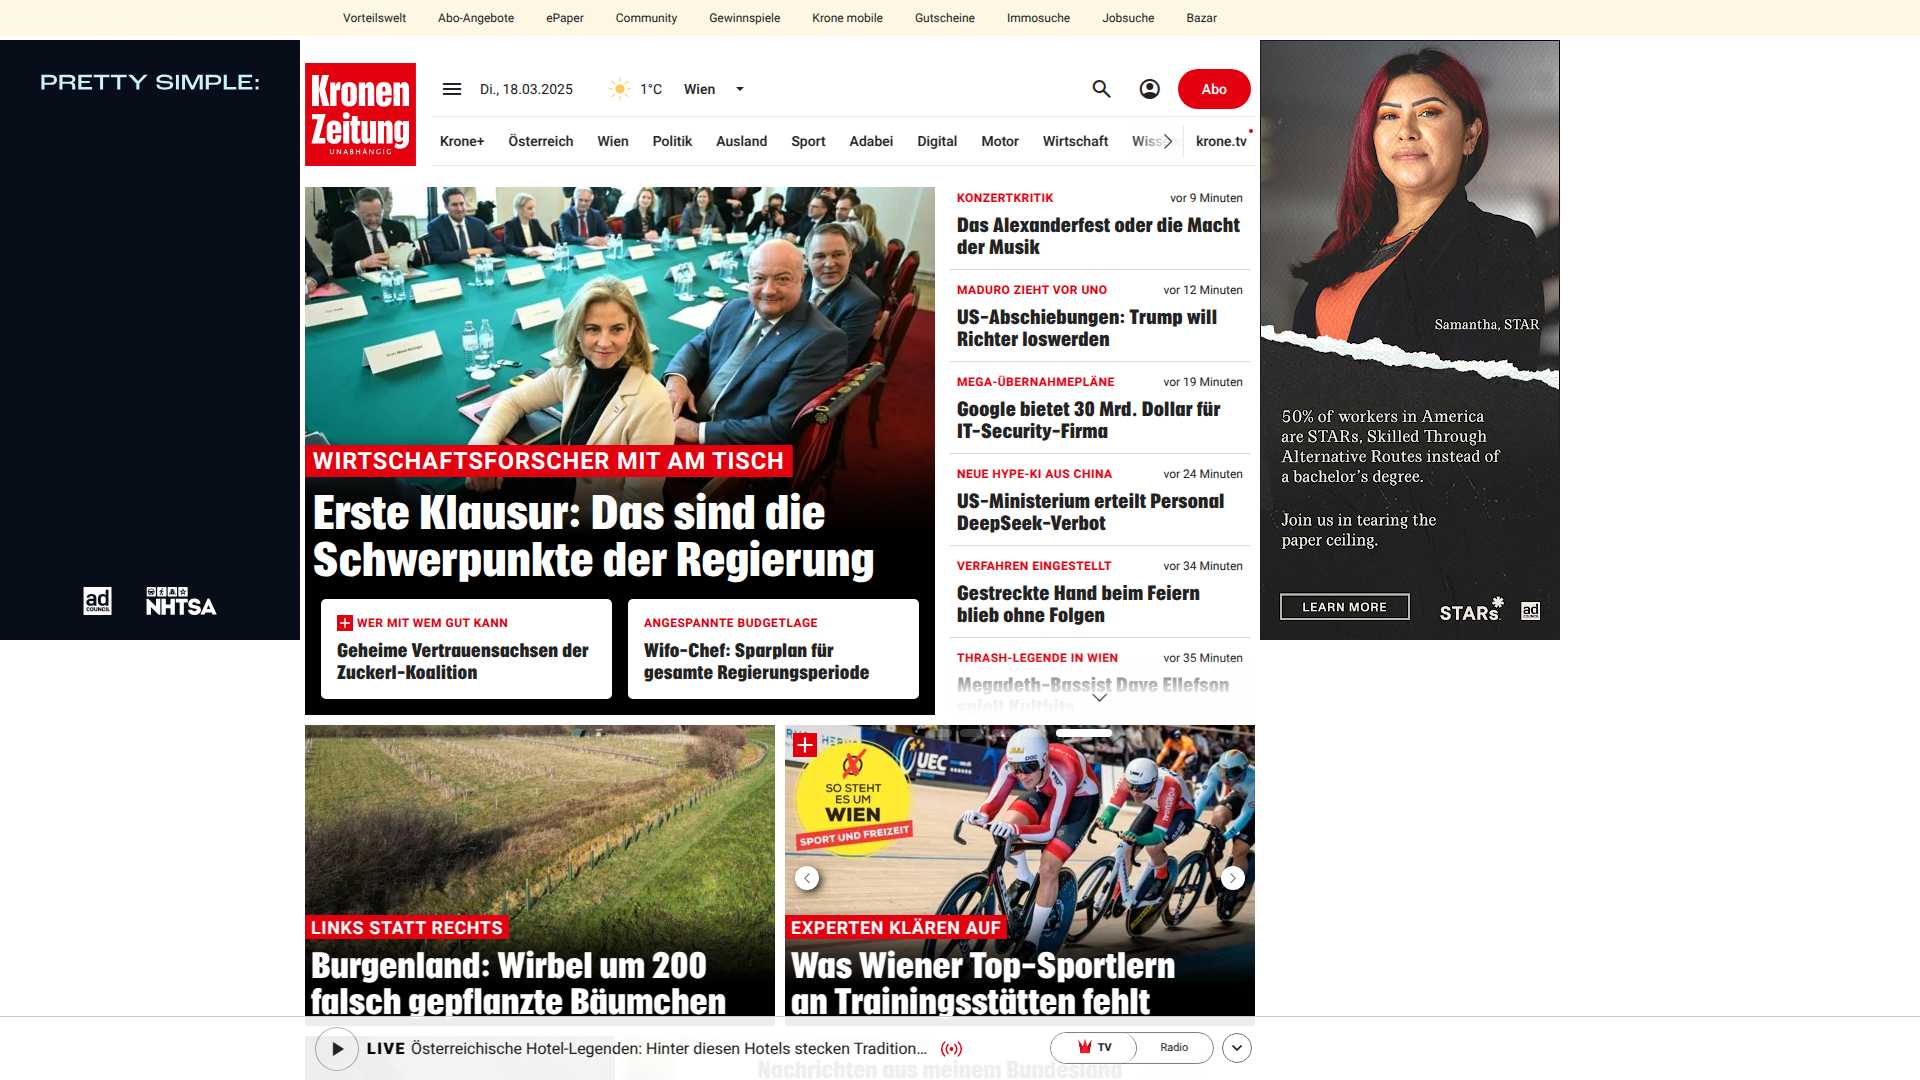 Vorteilswelt Abo-Angebote ePaper Community Gewinnspiele Krone mobile Gutscheine Immosuche Jobsuche Bazar
PRETTY SIMPLE:
ad COUNCIL
NHTSA
Kronen
Zeitung
UNABHÄNGIG
Di., 18.03.2025 1°C Wien Abo
Krone+ Österreich Wien Politik Ausland Sport Adabei Digital Motor Wirtschaft krone.tv
WIRTSCHAFTSFORSCHER MIT AM TISCH
Erste Klausur: Das sind die
Schwerpunkte der Regierung
WER MIT WEM GUT KANN
Geheime Vertrauensachsen der
Zuckerl-Koalition
ANGESPANNTE BUDGETLAGE
Wifo-Chef: Sparplan für
gesamte Regierungsperiode
KONZERTKRITIK vor 9 Minuten
Das Alexanderfest oder die Macht
der Musik
MADURO ZIEHT VOR UNO vor 12 Minuten
US-Abschiebungen: Trump will
Richter loswerden
MEGA-ÜBERNAHMEPLÄNE vor 19 Minuten
Google bietet 30 Mrd. Dollar für
IT-Security-Firma
NEUE HYPE-KI AUS CHINA vor 24 Minuten
US-Ministerium erteilt Personal
DeepSeek-Verbot
VERFAHREN EINGESTELLT vor 34 Minuten
Gestreckte Hand beim Feiern
blieb ohne Folgen
THRASH-LEGENDE IN WIEN vor 35 Minuten
Megadeth-Bassist Dave Ellefson
spielt Kulthits
Samantha, STAR
50% of workers in America
are STARs, Skilled Through
Alternative Routes instead of
a bachelor's degree.
Join us in tearing the
paper ceiling.
LEARN MORE
STARs
ad COUNCIL
LINKS STATT RECHTS
Burgenland: Wirbel um 200
falsch gepflanzte Bäumchen
UEC
SO STEHT
ES UM
WIEN
SPORT UND FREIZEIT
EXPERTEN KLÄREN AUF
Was Wiener Top-Sportlern
an Trainingsstätten fehlt
LIVE Österreichische Hotel-Legenden: Hinter diesen Hotels stecken Tradition... TV Radio
Nachrichten aus meinem Bundesland